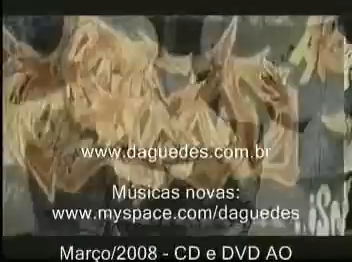 www.daguedes.com.br
Músicas novas:
www.myspace.com/daguedes
Março/2008 - CD e DVD AO